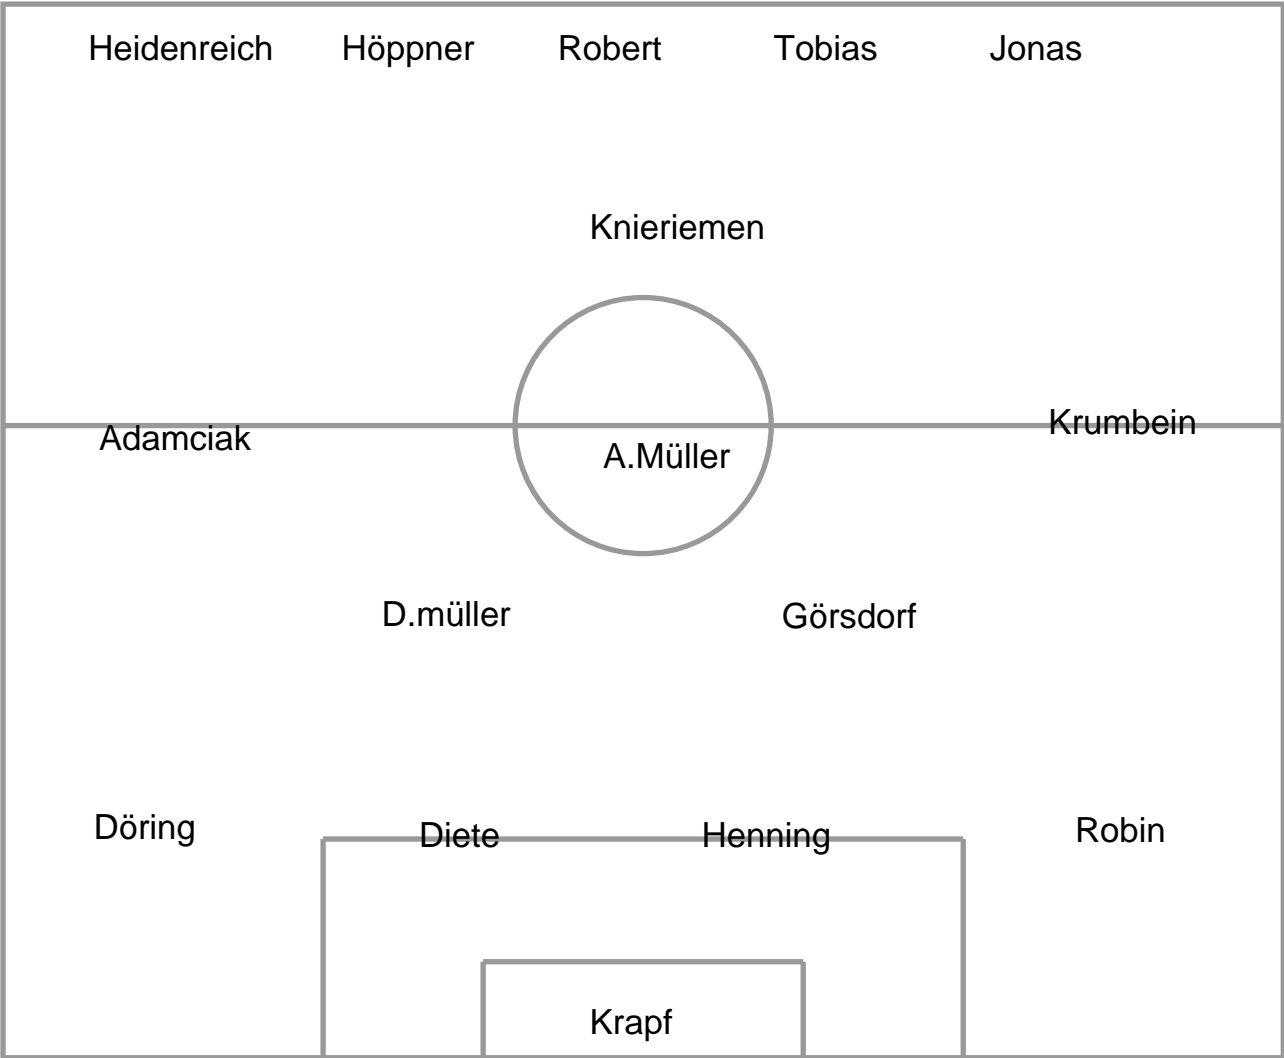 Heidenreich Höppner Robert Tobias Jonas
Knieriemen
Adamciak A.Müller Krumbein
D.müller Görsdorf
Döring Diete Henning Robin
Krapf